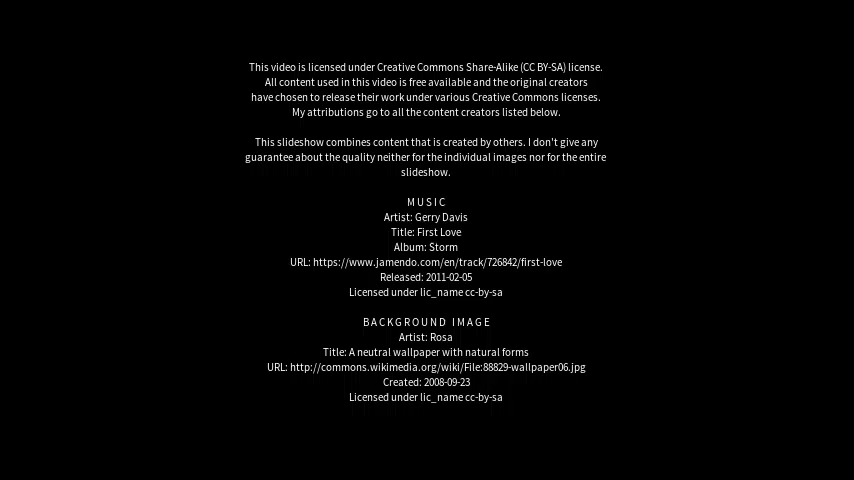 This video is licensed under Creative Commons Share-Alike (CC BY-SA) license.
All content used in this video is free available and the original creators
have chosen to release their work under various Creative Commons licenses.
My attributions go to all the content creators listed below.
This slideshow combines content that is created by others. I don't give any
guarantee about the quality neither for the individual images nor for the entire
slideshow.
MUSIC
Artist: Gerry Davis
Title: First Love
Album: Storm
URL: https://www.jamendo.com/en/track/726842/first-love
Released: 2011-02-05
Licensed under lic_name cc-by-sa
BACKGROUND IMAGE
Artist: Rosa
Title: A neutral wallpaper with natural forms
URL: http://commons.wikimedia.org/wiki/File:88829-wallpaper06.jpg
Created: 2008-09-23
Licensed under lic_name cc-by-sa